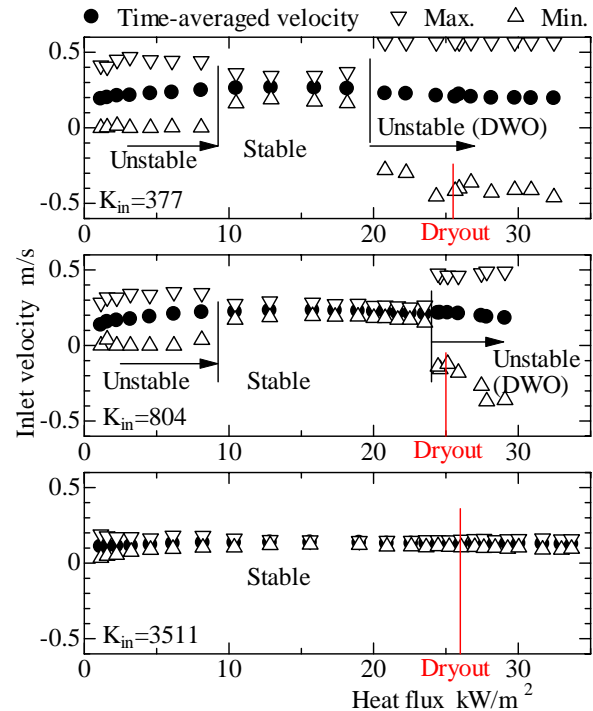 ● Time-averaged velocity ▽ Max. △ Min.
0.5
0
-0.5
Unstable
Stable
Unstable (DWO)
K_in=377
Dryout
0 10 20 30
0.5
0
-0.5
Unstable
Stable
Unstable
(DWO)
K_in=804
Dryout
0 10 20 30
0.5
0
-0.5
Stable
K_in=3511
Dryout
0 10 20 30
Inlet velocity m/s
Heat flux kW/m²